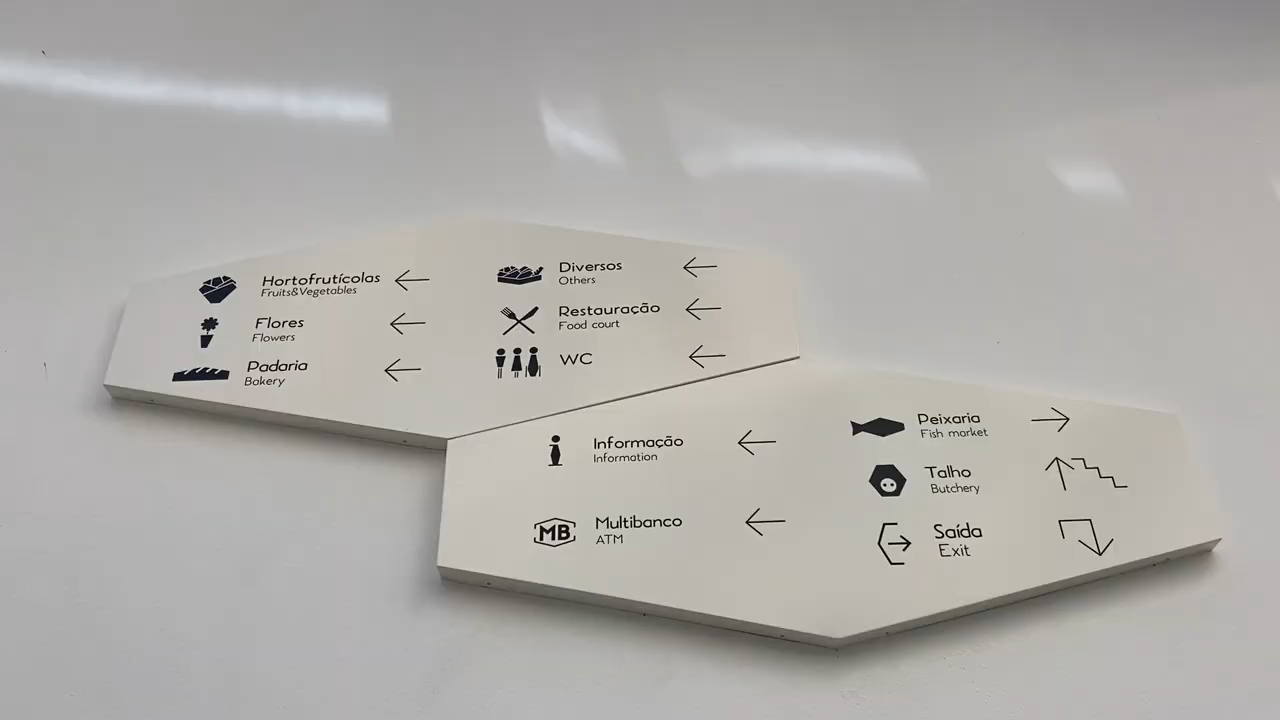 Hortofrutícolas
Fruits&Vegetables
Flores
Flowers
Padaria
Bakery
Diversos
Others
Restauração
Food court
WC
Informação
Information
MB
Multibanco
ATM
Peixaria
Fish market
Talho
Butchery
Saída
Exit